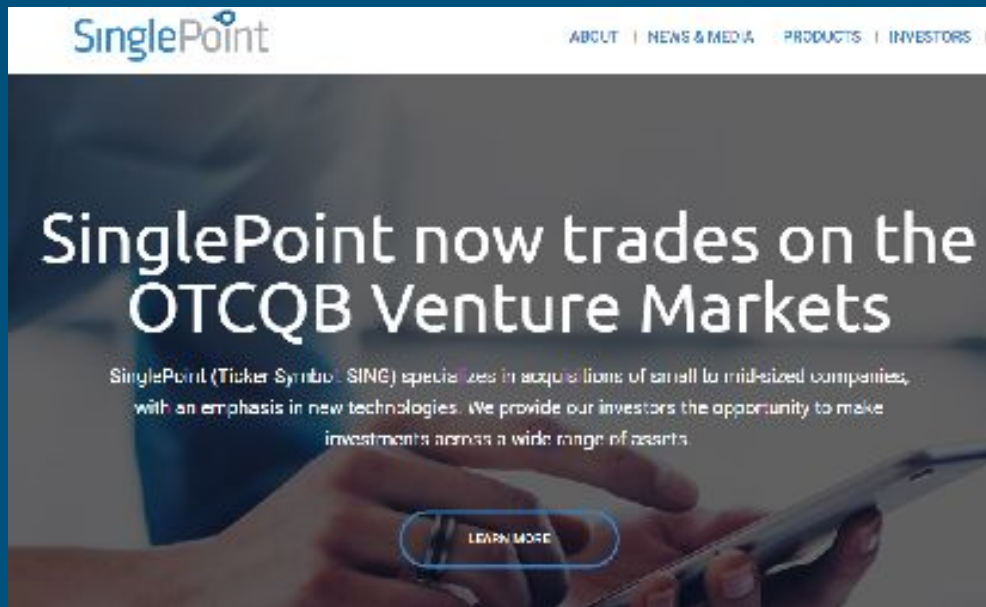 SinglePoint
ABOUT | NEWS & MEDIA PRODUCTS | INVESTORS |
SinglePoint now trades on the
OTCQB Venture Markets
SinglePoint (Ticker Symbol: SING) specializes in acquisitions of small to mid-sized companies,
with an emphasis in new technologies. We provide our investors the opportunity to make
investments across a wide range of assets.
LEARN MORE